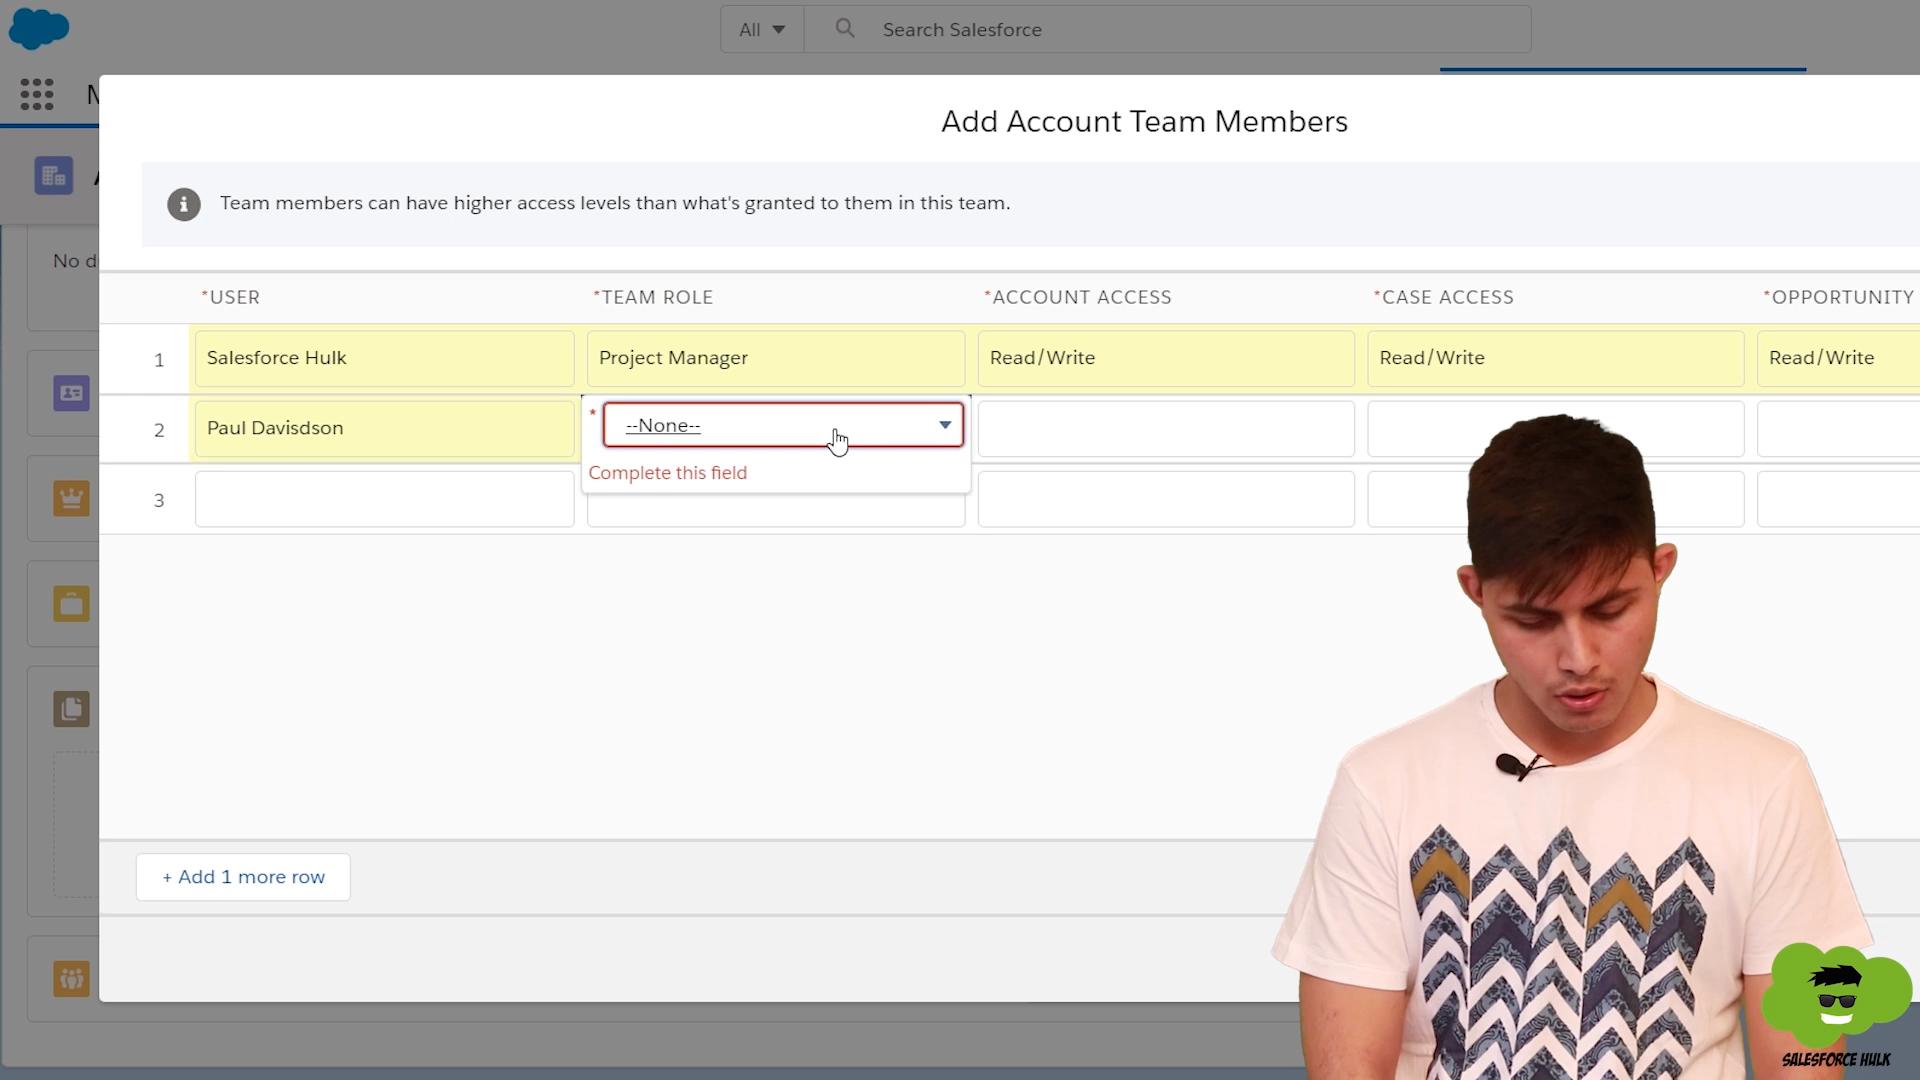 All
Search Salesforce
Add Account Team Members
Team members can have higher access levels than what's granted to them in this team.
No d
*USER *TEAM ROLE *ACCOUNT ACCESS *CASE ACCESS *OPPORTUNITY
1 Salesforce Hulk Project Manager Read/Write Read/Write Read/Write
2 Paul Davisdson * --None--
Complete this field
3
+ Add 1 more row
SALESFORCE HULK